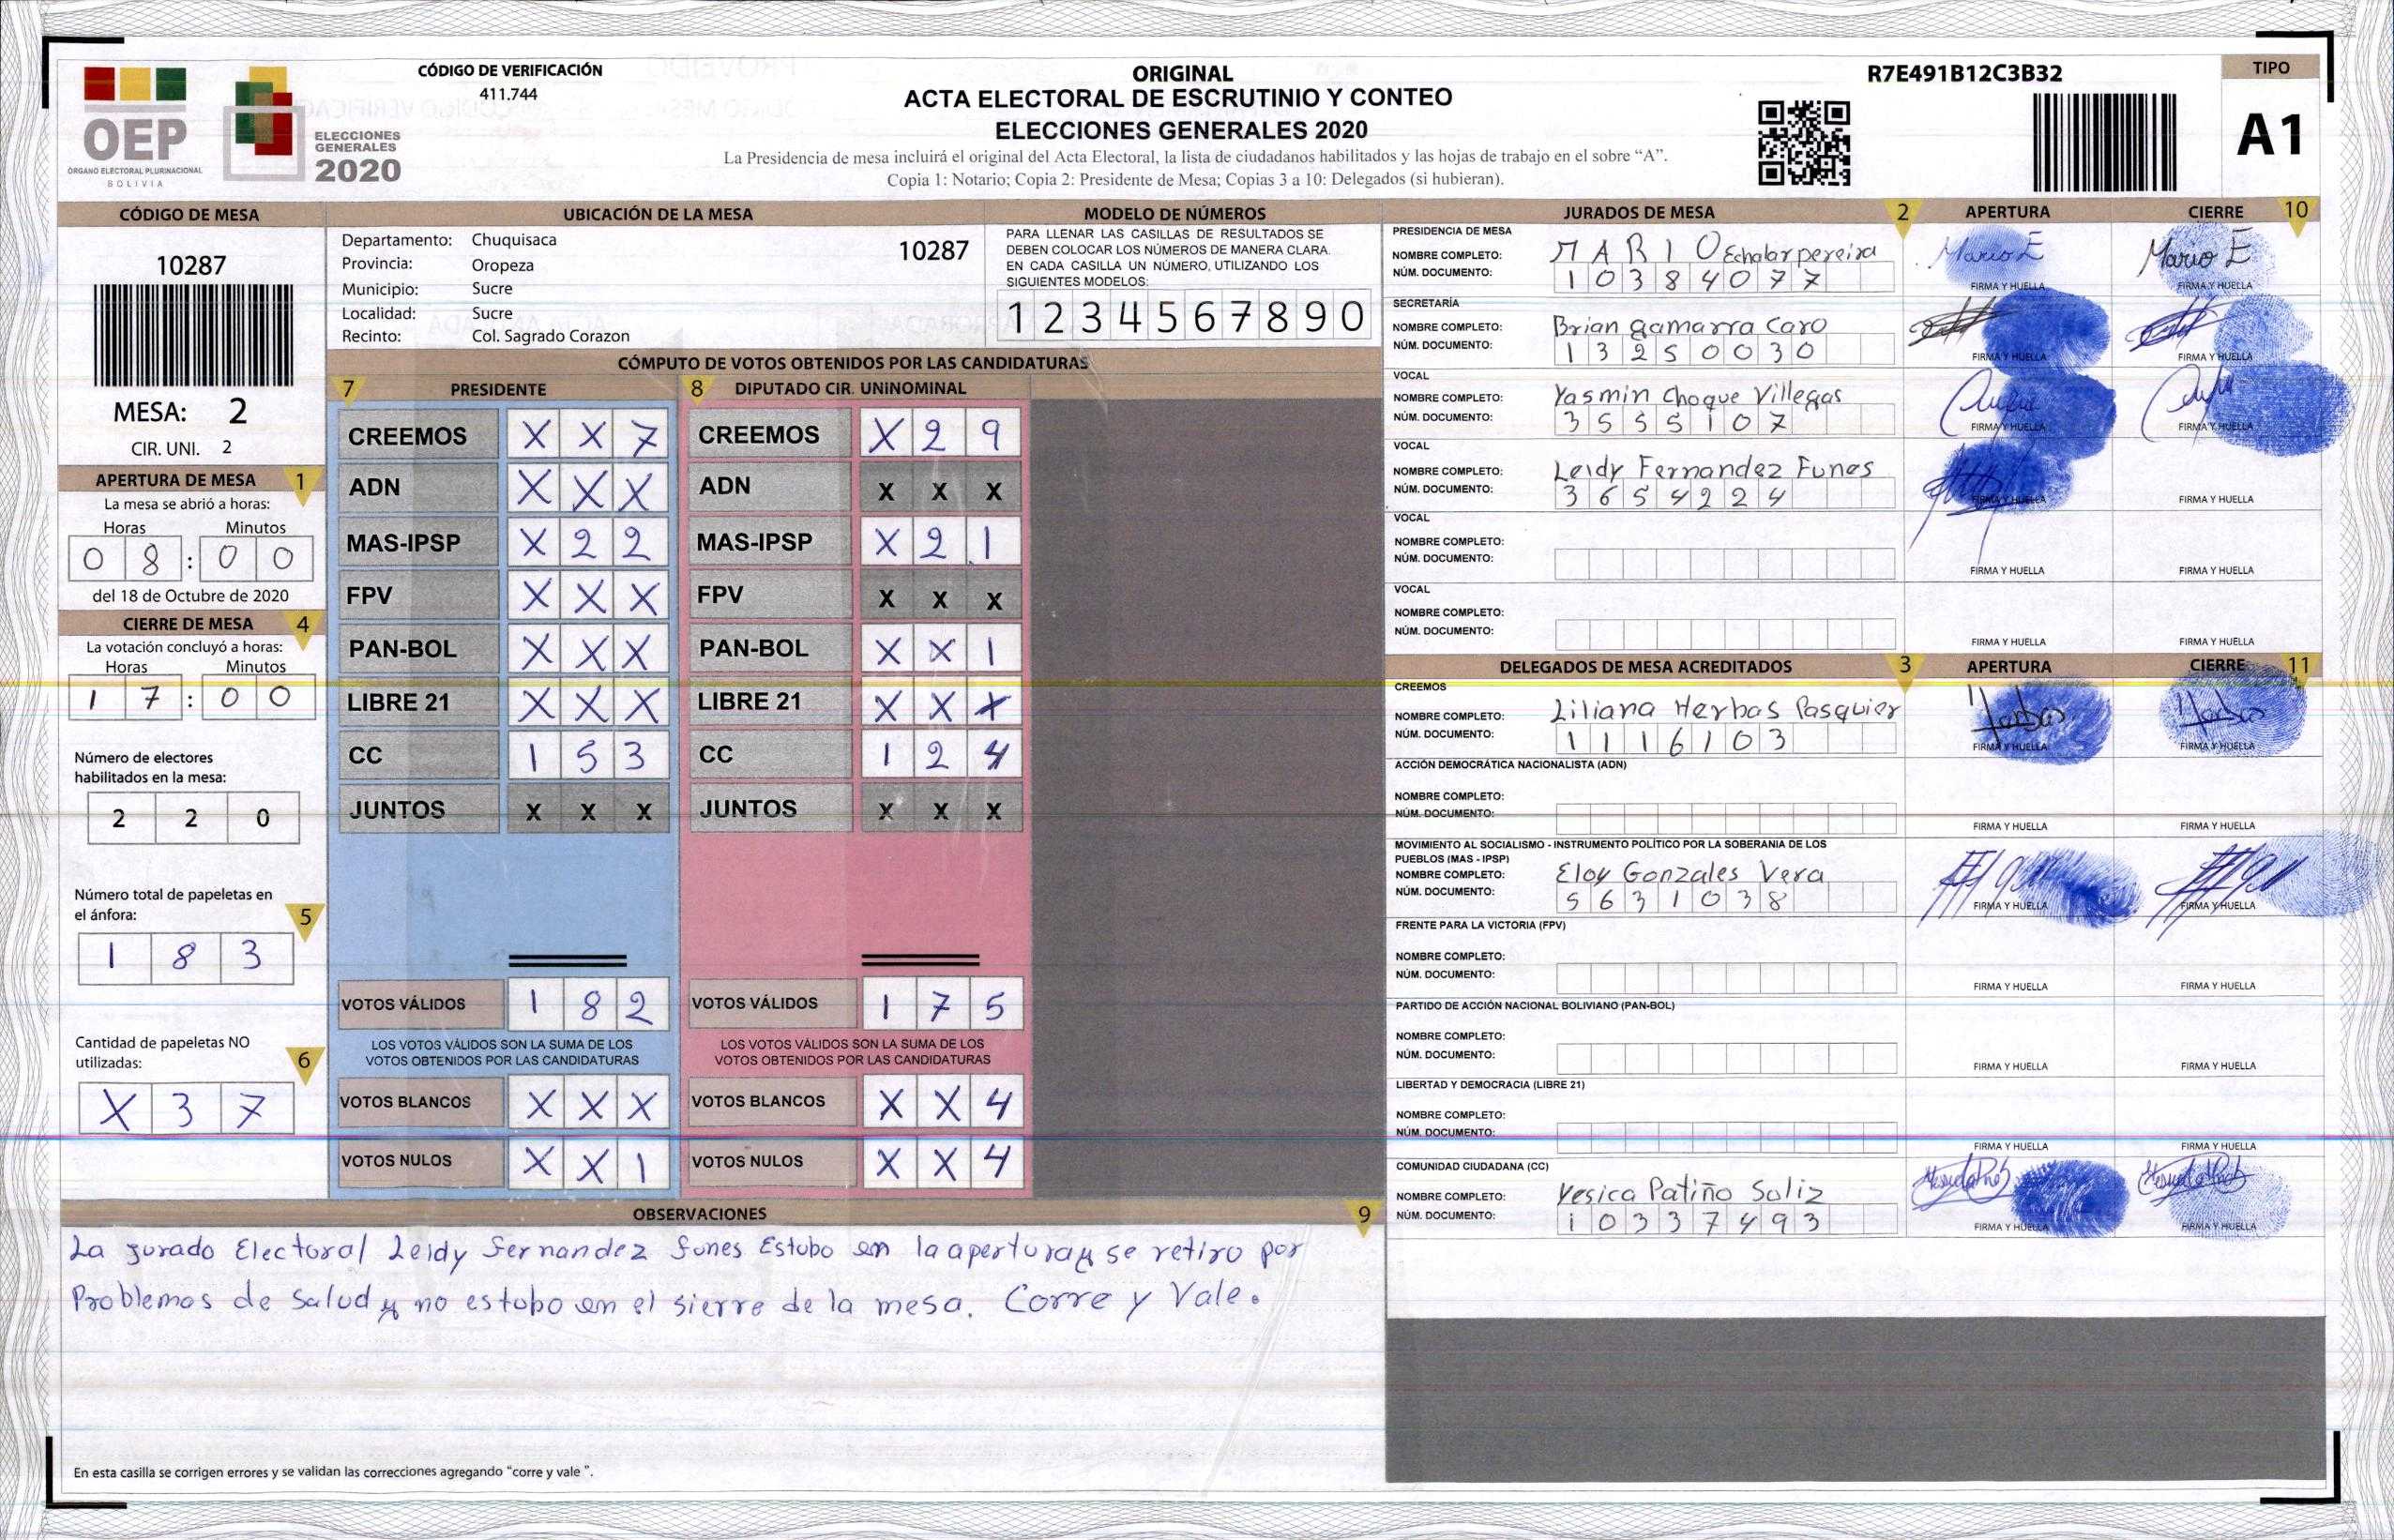 CÓDIGO DE VERIFICACIÓN
411.744
OEP
ÓRGANO ELECTORAL PLURINACIONAL
BOLIVIA
ELECCIONES
GENERALES
2020
ORIGINAL
ACTA ELECTORAL DE ESCRUTINIO Y CONTEO
ELECCIONES GENERALES 2020
La Presidencia de mesa incluirá el original del Acta Electoral, la lista de ciudadanos habilitados y las hojas de trabajo en el sobre “A”.
Copia 1: Notario; Copia 2: Presidente de Mesa; Copias 3 a 10: Delegados (si hubieran).
R7E491B12C3B32
TIPO
A1
CÓDIGO DE MESA
10287
MESA: 2
CIR. UNI. 2
APERTURA DE MESA 1
La mesa se abrió a horas:
Horas Minutos
0 8 : 0 0
del 18 de Octubre de 2020
CIERRE DE MESA 4
La votación concluyó a horas:
Horas Minutos
1 7 : 0 0
Número de electores
habilitados en la mesa:
2 2 0
Número total de papeletas en
el ánfora: 5
1 8 3
Cantidad de papeletas NO
utilizadas: 6
X 3 7
UBICACIÓN DE LA MESA
Departamento: Chuquisaca 10287
Provincia: Oropeza
Municipio: Sucre
Localidad: Sucre
Recinto: Col. Sagrado Corazon
MODELO DE NÚMEROS
PARA LLENAR LAS CASILLAS DE RESULTADOS SE
DEBEN COLOCAR LOS NÚMEROS DE MANERA CLARA.
EN CADA CASILLA UN NÚMERO, UTILIZANDO LOS
SIGUIENTES MODELOS:
1 2 3 4 5 6 7 8 9 0
CÓMPUTO DE VOTOS OBTENIDOS POR LAS CANDIDATURAS
7 PRESIDENTE 8 DIPUTADO CIR. UNINOMINAL
CREEMOS X X 7 CREEMOS X 2 9
ADN X X X ADN X X X
MAS-IPSP X 2 2 MAS-IPSP X 2 1
FPV X X X FPV X X X
PAN-BOL X X X PAN-BOL X X 1
LIBRE 21 X X X LIBRE 21 X X X
CC 1 5 3 CC 1 2 4
JUNTOS X X X JUNTOS X X X
VOTOS VÁLIDOS 1 8 2 VOTOS VÁLIDOS 1 7 5
LOS VOTOS VÁLIDOS SON LA SUMA DE LOS LOS VOTOS VÁLIDOS SON LA SUMA DE LOS
VOTOS OBTENIDOS POR LAS CANDIDATURAS VOTOS OBTENIDOS POR LAS CANDIDATURAS
VOTOS BLANCOS X X X VOTOS BLANCOS X X 4
VOTOS NULOS X X 1 VOTOS NULOS X X 4
OBSERVACIONES 9
La jurado Electoral Leidy Fernandez Funes Estubo en la apertura y se retiro por
Problemas de Salud y no estubo en el sierre de la mesa. Corre y Vale.
En esta casilla se corrigen errores y se validan las correcciones agregando “corre y vale ”.
JURADOS DE MESA 2 APERTURA CIERRE 10
PRESIDENCIA DE MESA
NOMBRE COMPLETO: MARIO Echalar pereira Mario E Mario E
NÚM. DOCUMENTO: 1 0 3 8 4 0 7 7
FIRMA Y HUELLA FIRMA Y HUELLA
SECRETARÍA
NOMBRE COMPLETO: Brian gamarra Caro
NÚM. DOCUMENTO: 1 3 2 5 0 0 3 0
FIRMA Y HUELLA FIRMA Y HUELLA
VOCAL
NOMBRE COMPLETO: Yasmin Choque Villegas
NÚM. DOCUMENTO: 3 5 5 5 1 0 7
FIRMA Y HUELLA FIRMA Y HUELLA
VOCAL
NOMBRE COMPLETO: Leidy Fernandez Funes
NÚM. DOCUMENTO: 3 6 5 4 2 2 4
FIRMA Y HUELLA FIRMA Y HUELLA
VOCAL
NOMBRE COMPLETO:
NÚM. DOCUMENTO:
FIRMA Y HUELLA FIRMA Y HUELLA
VOCAL
NOMBRE COMPLETO:
NÚM. DOCUMENTO:
FIRMA Y HUELLA FIRMA Y HUELLA
DELEGADOS DE MESA ACREDITADOS 3 APERTURA CIERRE 11
CREEMOS
NOMBRE COMPLETO: Liliana Herbas Pasquier
NÚM. DOCUMENTO: 1 1 1 6 1 0 3
FIRMA Y HUELLA FIRMA Y HUELLA
ACCIÓN DEMOCRÁTICA NACIONALISTA (ADN)
NOMBRE COMPLETO:
NÚM. DOCUMENTO:
FIRMA Y HUELLA FIRMA Y HUELLA
MOVIMIENTO AL SOCIALISMO - INSTRUMENTO POLÍTICO POR LA SOBERANIA DE LOS
PUEBLOS (MAS - IPSP)
NOMBRE COMPLETO: Eloy Gonzales Vera
NÚM. DOCUMENTO: 5 6 3 1 0 3 8
FIRMA Y HUELLA FIRMA Y HUELLA
FRENTE PARA LA VICTORIA (FPV)
NOMBRE COMPLETO:
NÚM. DOCUMENTO:
FIRMA Y HUELLA FIRMA Y HUELLA
PARTIDO DE ACCIÓN NACIONAL BOLIVIANO (PAN-BOL)
NOMBRE COMPLETO:
NÚM. DOCUMENTO:
FIRMA Y HUELLA FIRMA Y HUELLA
LIBERTAD Y DEMOCRACIA (LIBRE 21)
NOMBRE COMPLETO:
NÚM. DOCUMENTO:
FIRMA Y HUELLA FIRMA Y HUELLA
COMUNIDAD CIUDADANA (CC)
NOMBRE COMPLETO: Yesica Patiño Soliz
NÚM. DOCUMENTO: 1 0 3 3 7 4 9 3
FIRMA Y HUELLA FIRMA Y HUELLA